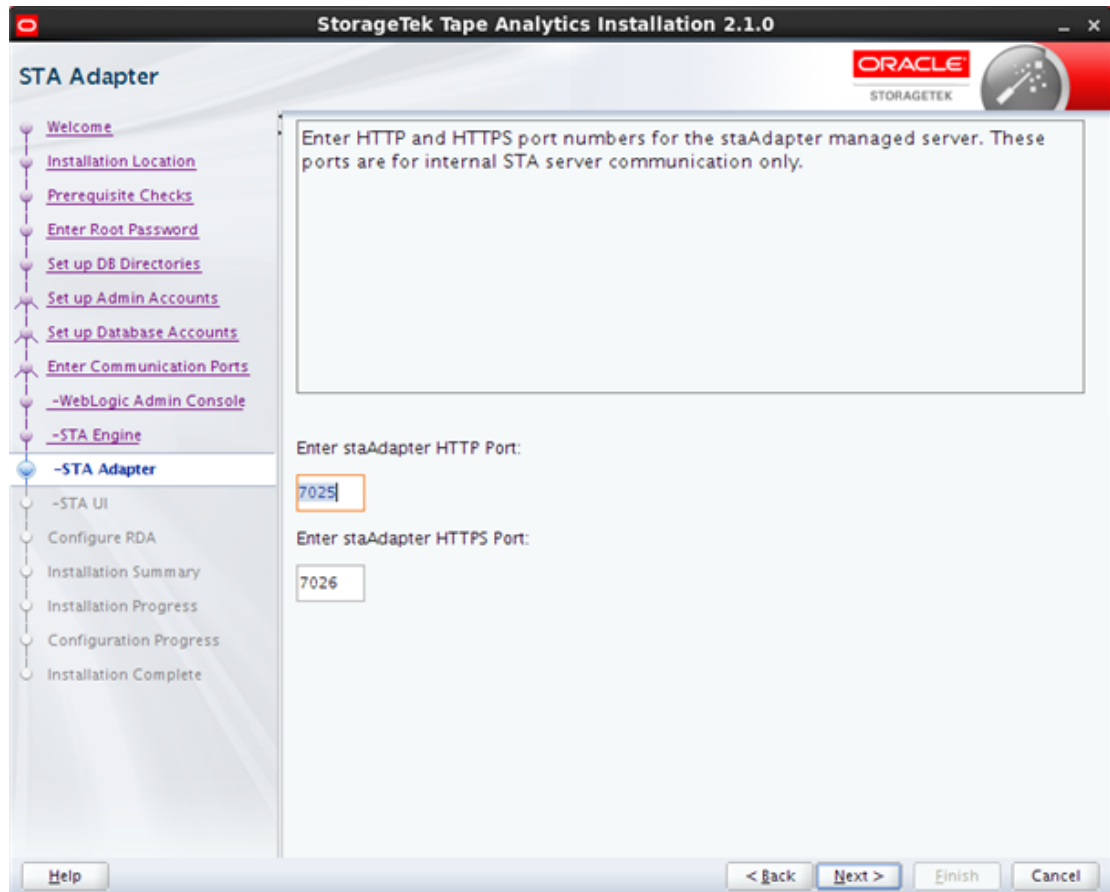 StorageTek Tape Analytics Installation 2.1.0
STA Adapter
ORACLE
STORAGETEK
Welcome
Installation Location
Prerequisite Checks
Enter Root Password
Set up DB Directories
Set up Admin Accounts
Set up Database Accounts
Enter Communication Ports
-WebLogic Admin Console
-STA Engine
-STA Adapter
-STA UI
Configure RDA
Installation Summary
Installation Progress
Configuration Progress
Installation Complete
Enter HTTP and HTTPS port numbers for the staAdapter managed server. These
ports are for internal STA server communication only.
Enter staAdapter HTTP Port:
7025
Enter staAdapter HTTPS Port:
7026
Help
< Back
Next >
Finish
Cancel